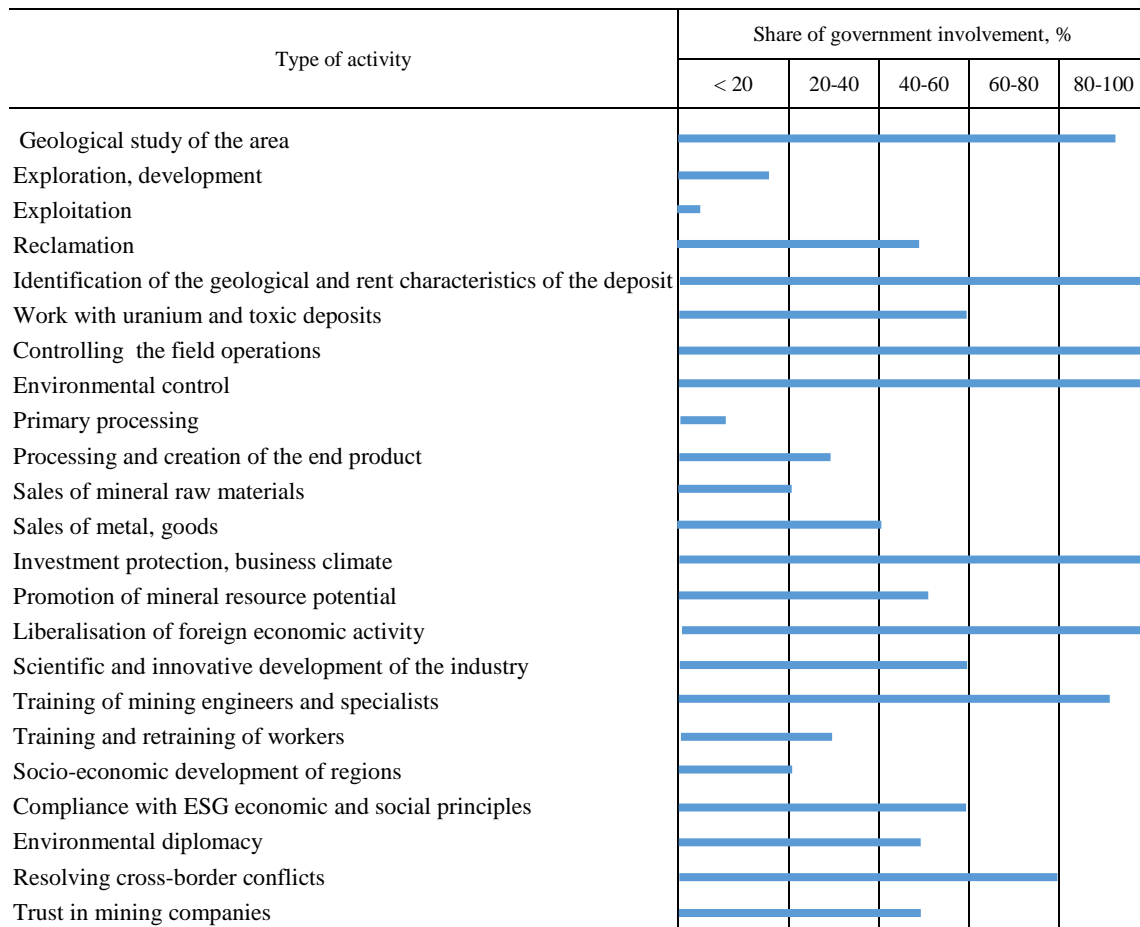 Type of activity
Share of government involvement, %
< 20 20-40 40-60 60-80 80-100
Geological study of the area
Exploration, development
Exploitation
Reclamation
Identification of the geological and rent characteristics of the deposit
Work with uranium and toxic deposits
Controlling the field operations
Environmental control
Primary processing
Processing and creation of the end product
Sales of mineral raw materials
Sales of metal, goods
Investment protection, business climate
Promotion of mineral resource potential
Liberalisation of foreign economic activity
Scientific and innovative development of the industry
Training of mining engineers and specialists
Training and retraining of workers
Socio-economic development of regions
Compliance with ESG economic and social principles
Environmental diplomacy
Resolving cross-border conflicts
Trust in mining companies